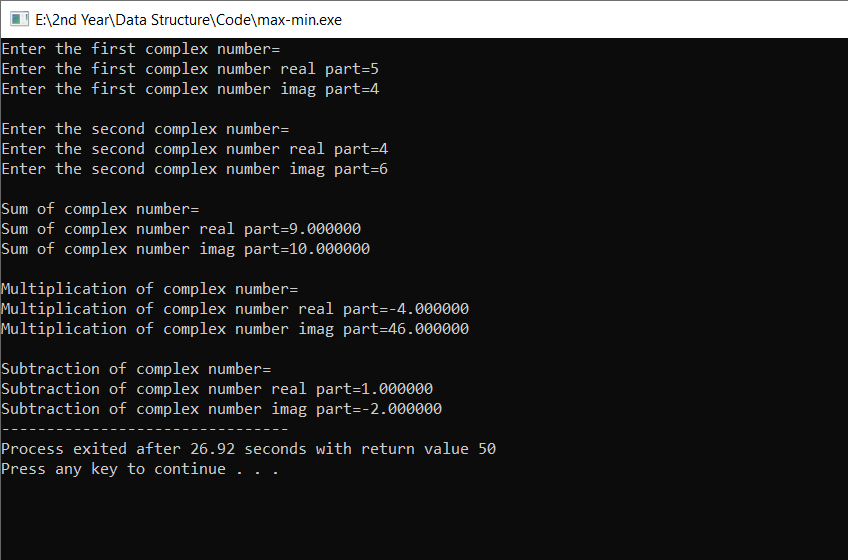 E:\2nd Year\Data Structure\Code\max-min.exe
Enter the first complex number=
Enter the first complex number real part=5
Enter the first complex number imag part=4
Enter the second complex number=
Enter the second complex number real part=4
Enter the second complex number imag part=6
Sum of complex number=
Sum of complex number real part=9.000000
Sum of complex number imag part=10.000000
Multiplication of complex number=
Multiplication of complex number real part=-4.000000
Multiplication of complex number imag part=46.000000
Subtraction of complex number=
Subtraction of complex number real part=1.000000
Subtraction of complex number imag part=-2.000000
--------------------------------
Process exited after 26.92 seconds with return value 50
Press any key to continue . . .